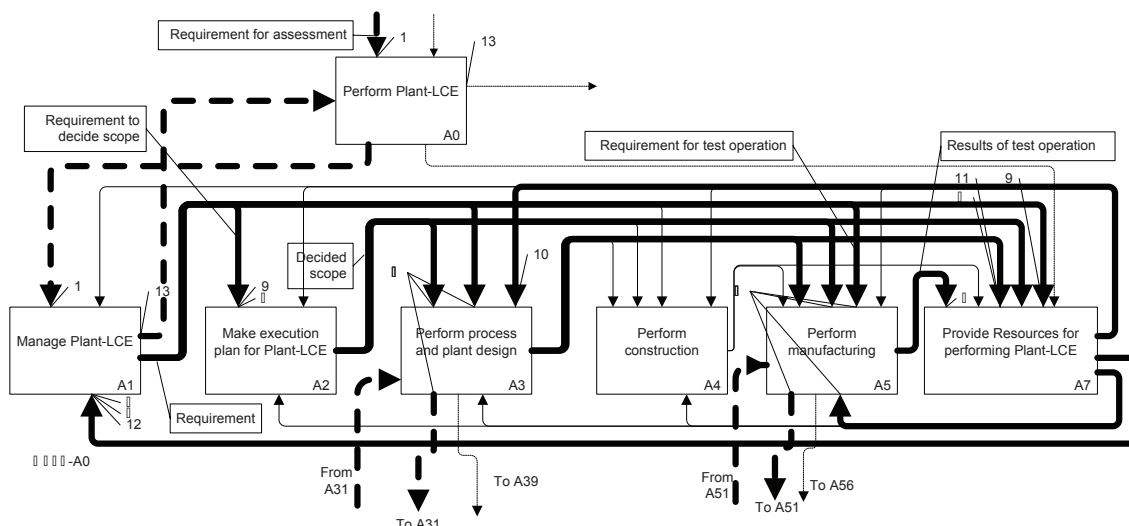 Requirement for assessment
1
13
Perform Plant-LCE
A0
Requirement to
decide scope
Requirement for test operation
Results of test operation
11
9
Decided
scope
10
1
13
9
Manage Plant-LCE
A1
Make execution
plan for Plant-LCE
A2
Perform process
and plant design
A3
Perform
construction
A4
Perform
manufacturing
A5
Provide Resources for
performing Plant-LCE
A7
12
Requirement
-A0
From
A31
To A31
To A39
From
A51
To A51
To A56